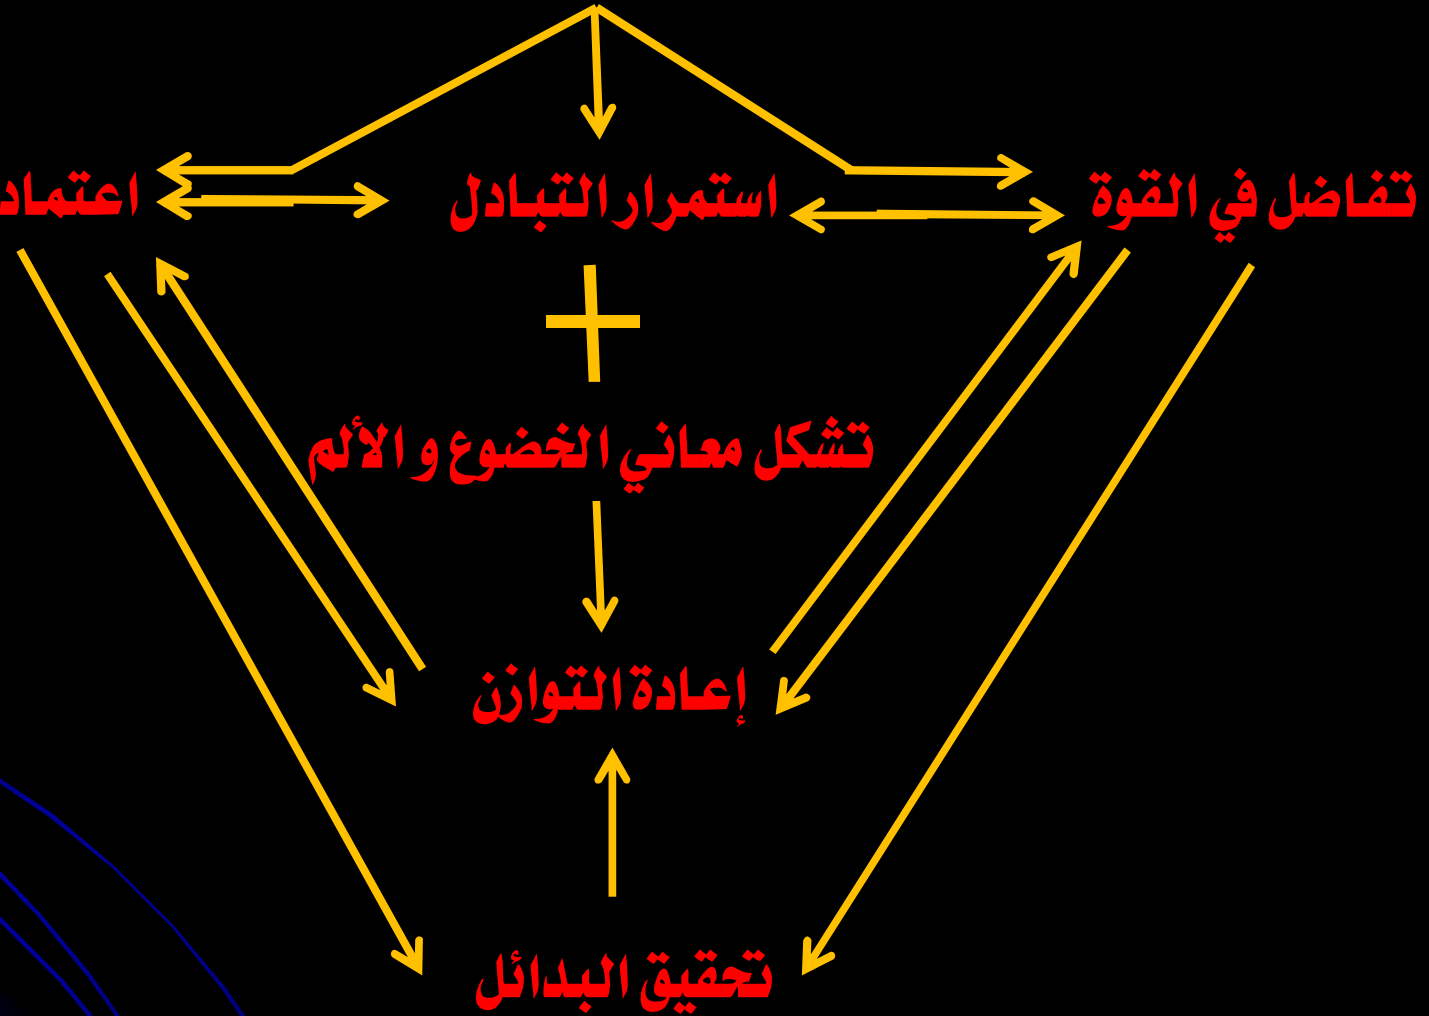 تفاضل في القوة
استمرار التبادل
اعتماد
تشكل معاني الخضوع و الألم
إعادة التوازن
تحقيق البدائل